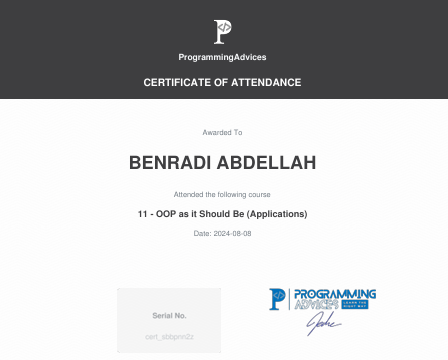 ProgrammingAdvices
CERTIFICATE OF ATTENDANCE
Awarded To
BENRADI ABDELLAH
Attended the following course
11 - OOP as it Should Be (Applications)
Date: 2024-08-08
Serial No.
PROGRAMMING
ADVICES LEARN THE RIGHT WAY